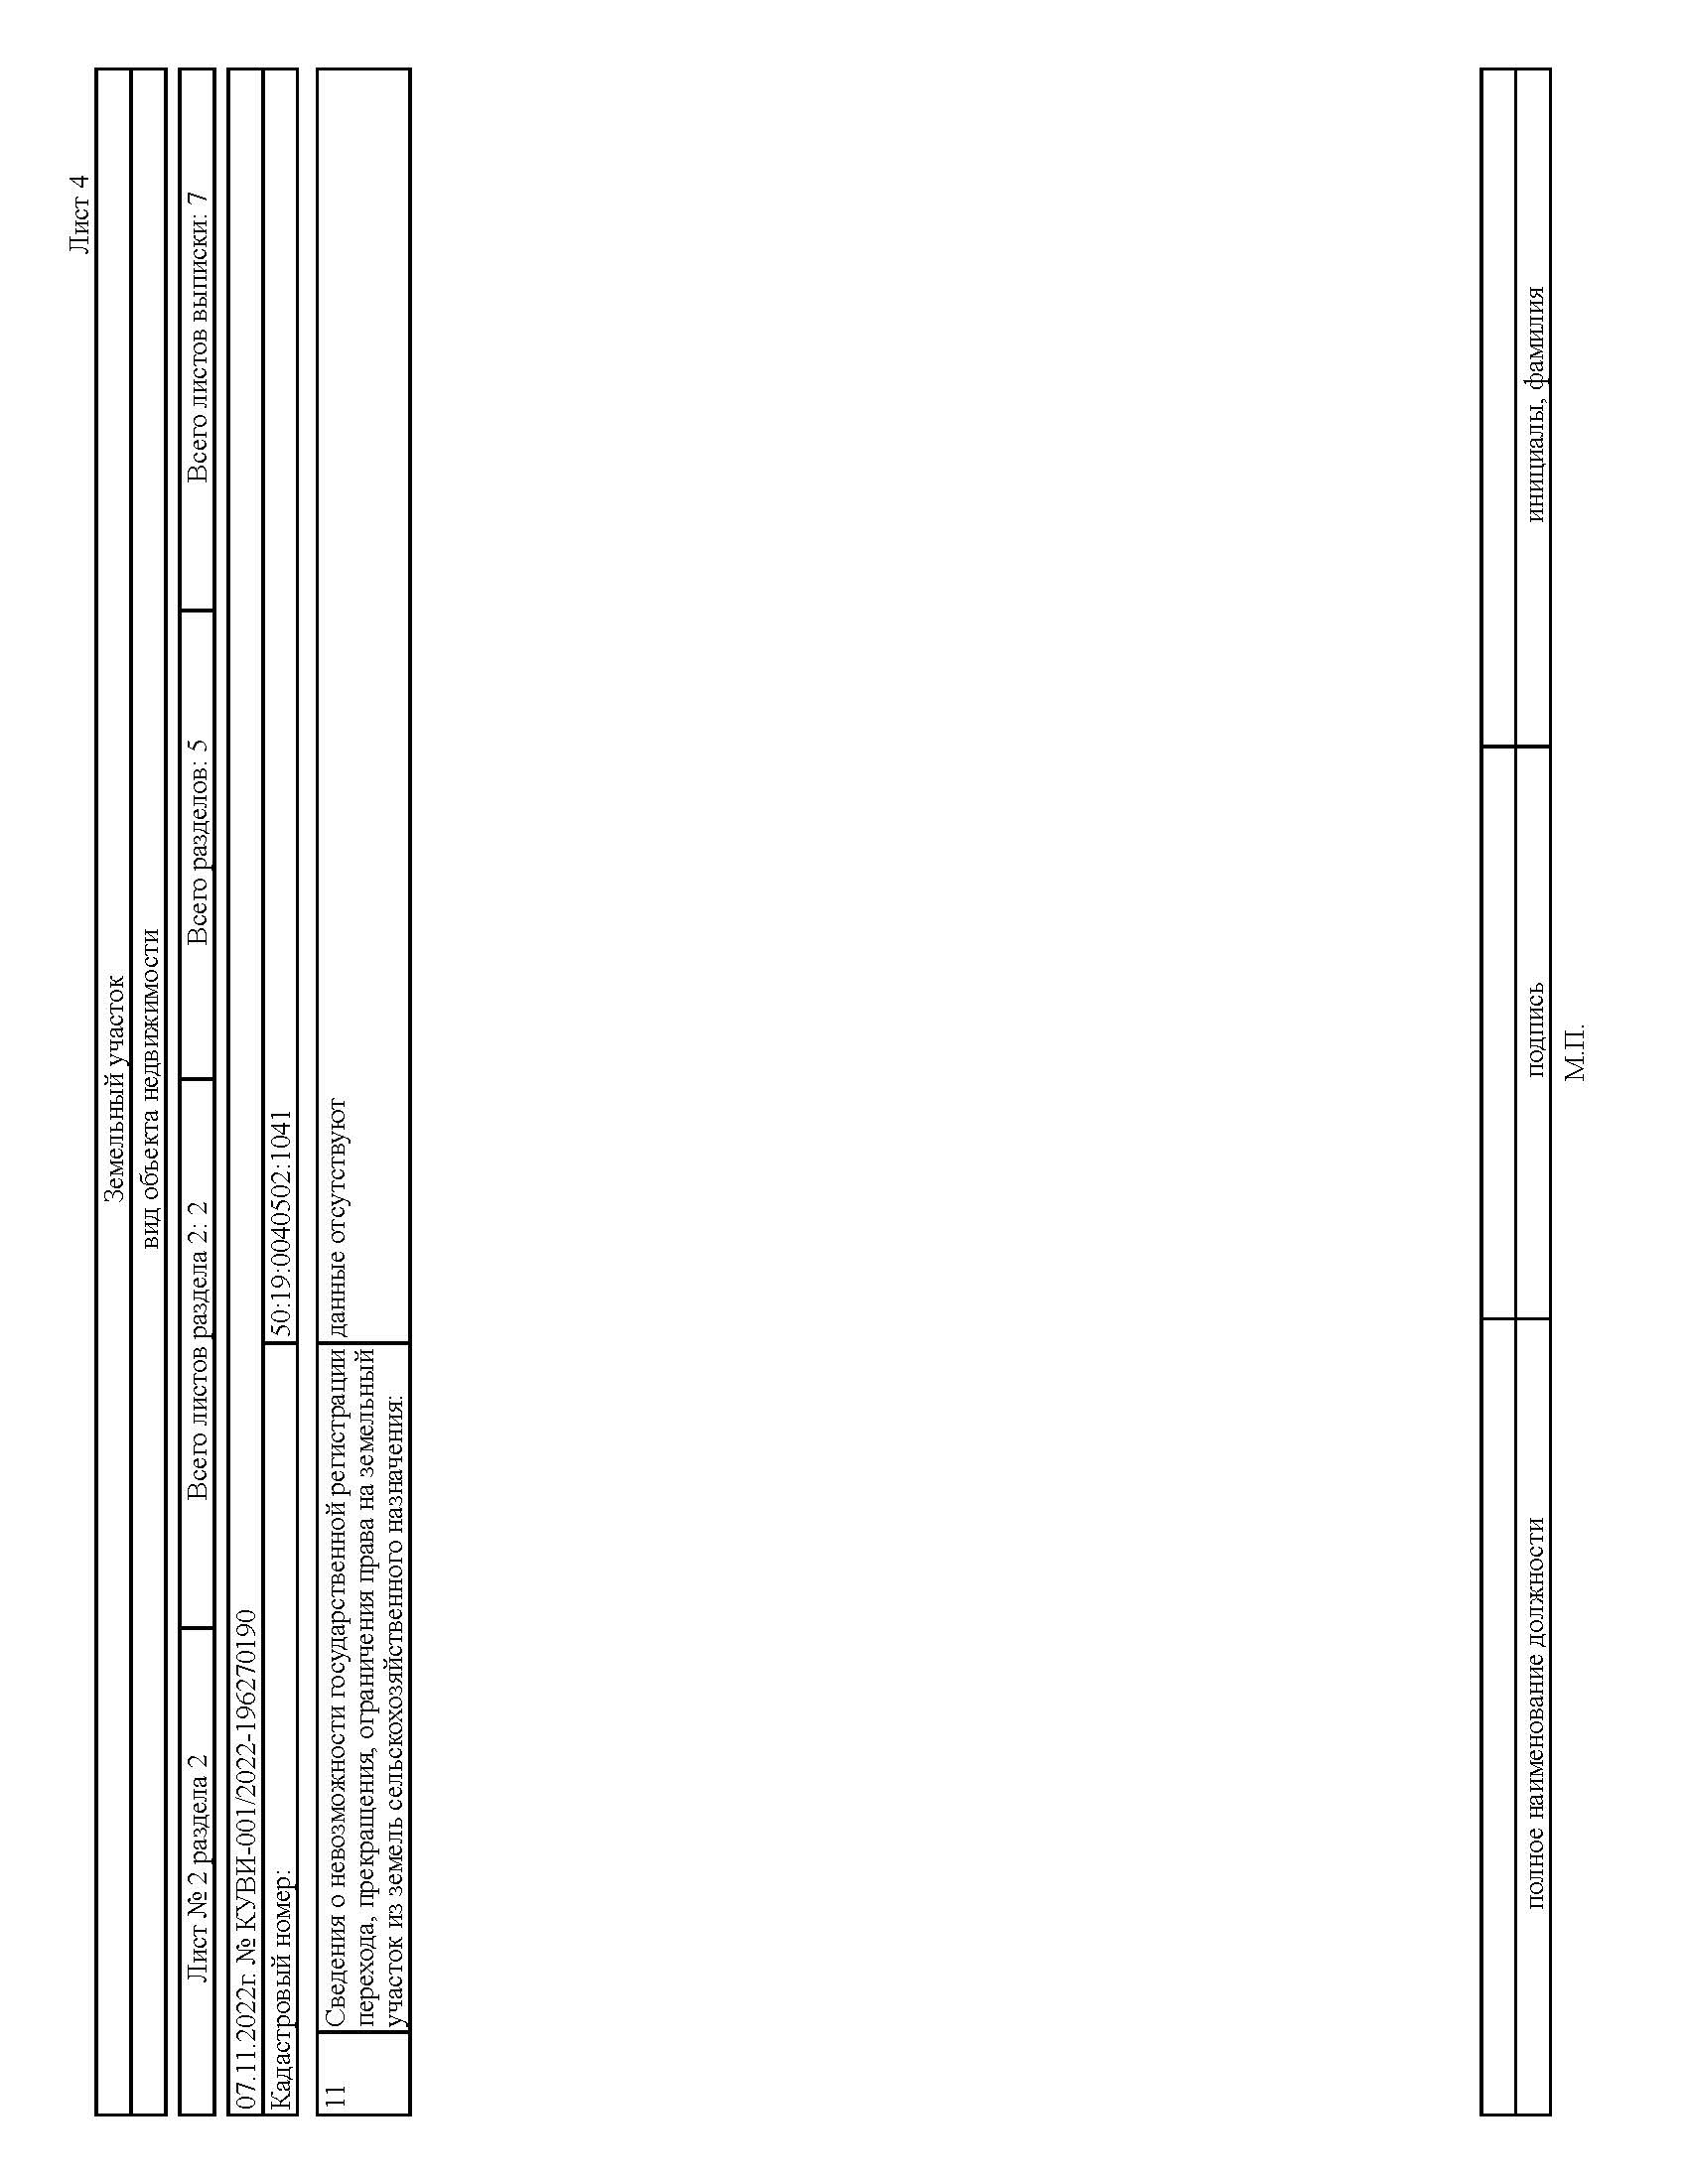 Лист 4
Земельный участок
вид объекта недвижимости
Лист № 2 раздела 2
Всего листов раздела 2: 2
Всего разделов: 5
Всего листов выписки: 7
07.11.2022г. № КУВИ-001/2022-196270190
Кадастровый номер:
50:19:0040502:1041
11
Сведения о невозможности государственной регистрации
перехода, прекращения, ограничения права на земельный
участок из земель сельскохозяйственного назначения:
данные отсутствуют
полное наименование должности
подпись
инициалы, фамилия
М.П.